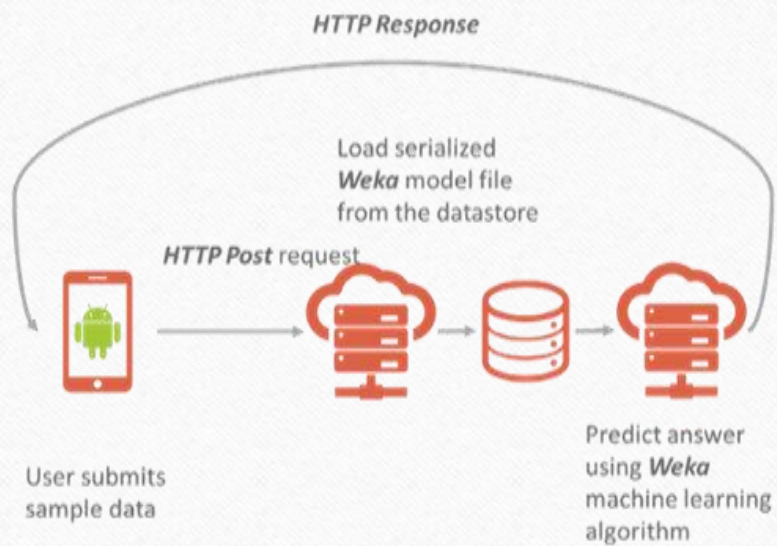 HTTP Response
Load serialized
Weka model file
from the datastore
HTTP Post request
User submits
sample data
Predict answer
using Weka
machine learning
algorithm